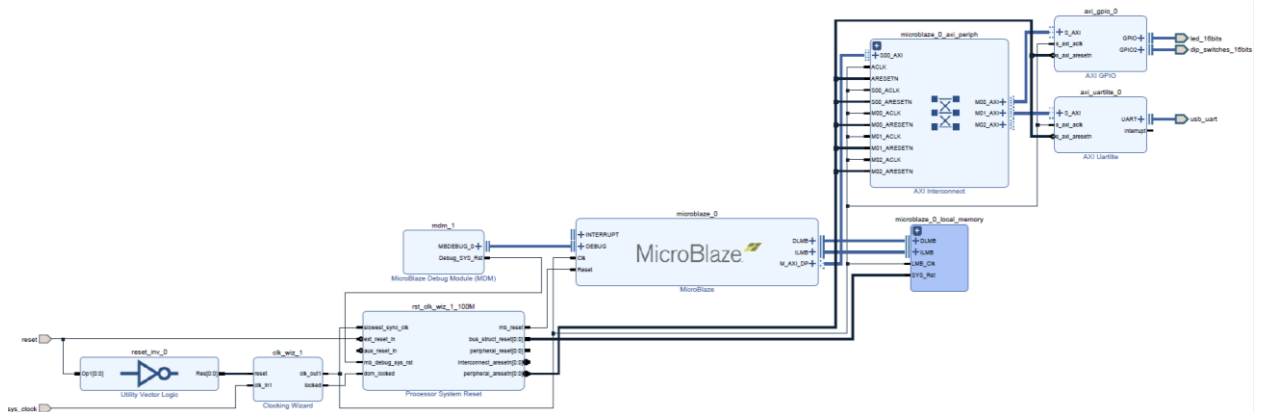 axi_gpio_0
S_AXI
s_axi_aclk
s_axi_aresetn
GPIO
GPIO2
led_16bits
dip_switches_16bits
AXI GPIO
microblaze_0_axi_periph
S00_AXI
ACLK
ARESETN
S00_ACLK
S00_ARESETN
M00_ACLK
M00_ARESETN
M01_ACLK
M01_ARESETN
M02_ACLK
M02_ARESETN
M00_AXI
M01_AXI
M02_AXI
AXI Interconnect
axi_uartlite_0
S_AXI
s_axi_aclk
s_axi_aresetn
UART
interrupt
usb_uart
AXI Uartlite
mdm_1
MBDEBUG_0
Debug_SYS_Rst
MicroBlaze Debug Module (MDM)
microblaze_0
INTERRUPT
DEBUG
Clk
Reset
MicroBlaze
DLMB
ILMB
M_AXI_DP
MicroBlaze
microblaze_0_local_memory
DLMB
ILMB
LMB_Clk
SYS_Rst
rst_clk_wiz_1_100M
slowest_sync_clk
ext_reset_in
aux_reset_in
mb_debug_sys_rst
dcm_locked
mb_reset
bus_struct_reset[0:0]
peripheral_reset[0:0]
interconnect_aresetn[0:0]
peripheral_aresetn[0:0]
Processor System Reset
reset
reset_inv_0
Op1[0:0]
Res[0:0]
Utility Vector Logic
clk_wiz_1
reset
clk_in1
clk_out1
locked
Clocking Wizard
sys_clock